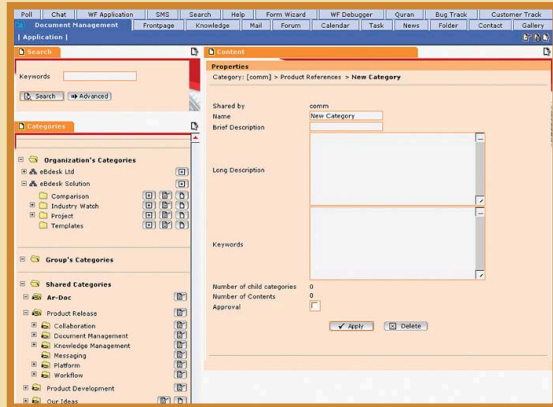 Poll Chat WF Application SMS Search Help Form Wizard WF Debugger Quran Bug Track Customer Track
Document Management Frontpage Knowledge Mail Forum Calendar Task News Folder Contact Gallery
| Application |
Search
Keywords
Search Advanced
Categories
Organization's Categories
eBdesk Ltd
eBdesk Solution
Comparison
Industry Watch
Project
Templates
Group's Categories
Shared Categories
Ar-Doc
Product Release
Collaboration
Document Management
Knowledge Management
Messaging
Platform
Workflow
Product Development
Our Ideas
Content
Properties
Category: [comm] > Product References > New Category
Shared by comm
Name New Category
Brief Description
Long Description
Keywords
Number of child categories 0
Number of Contents 0
Approval
Apply Delete